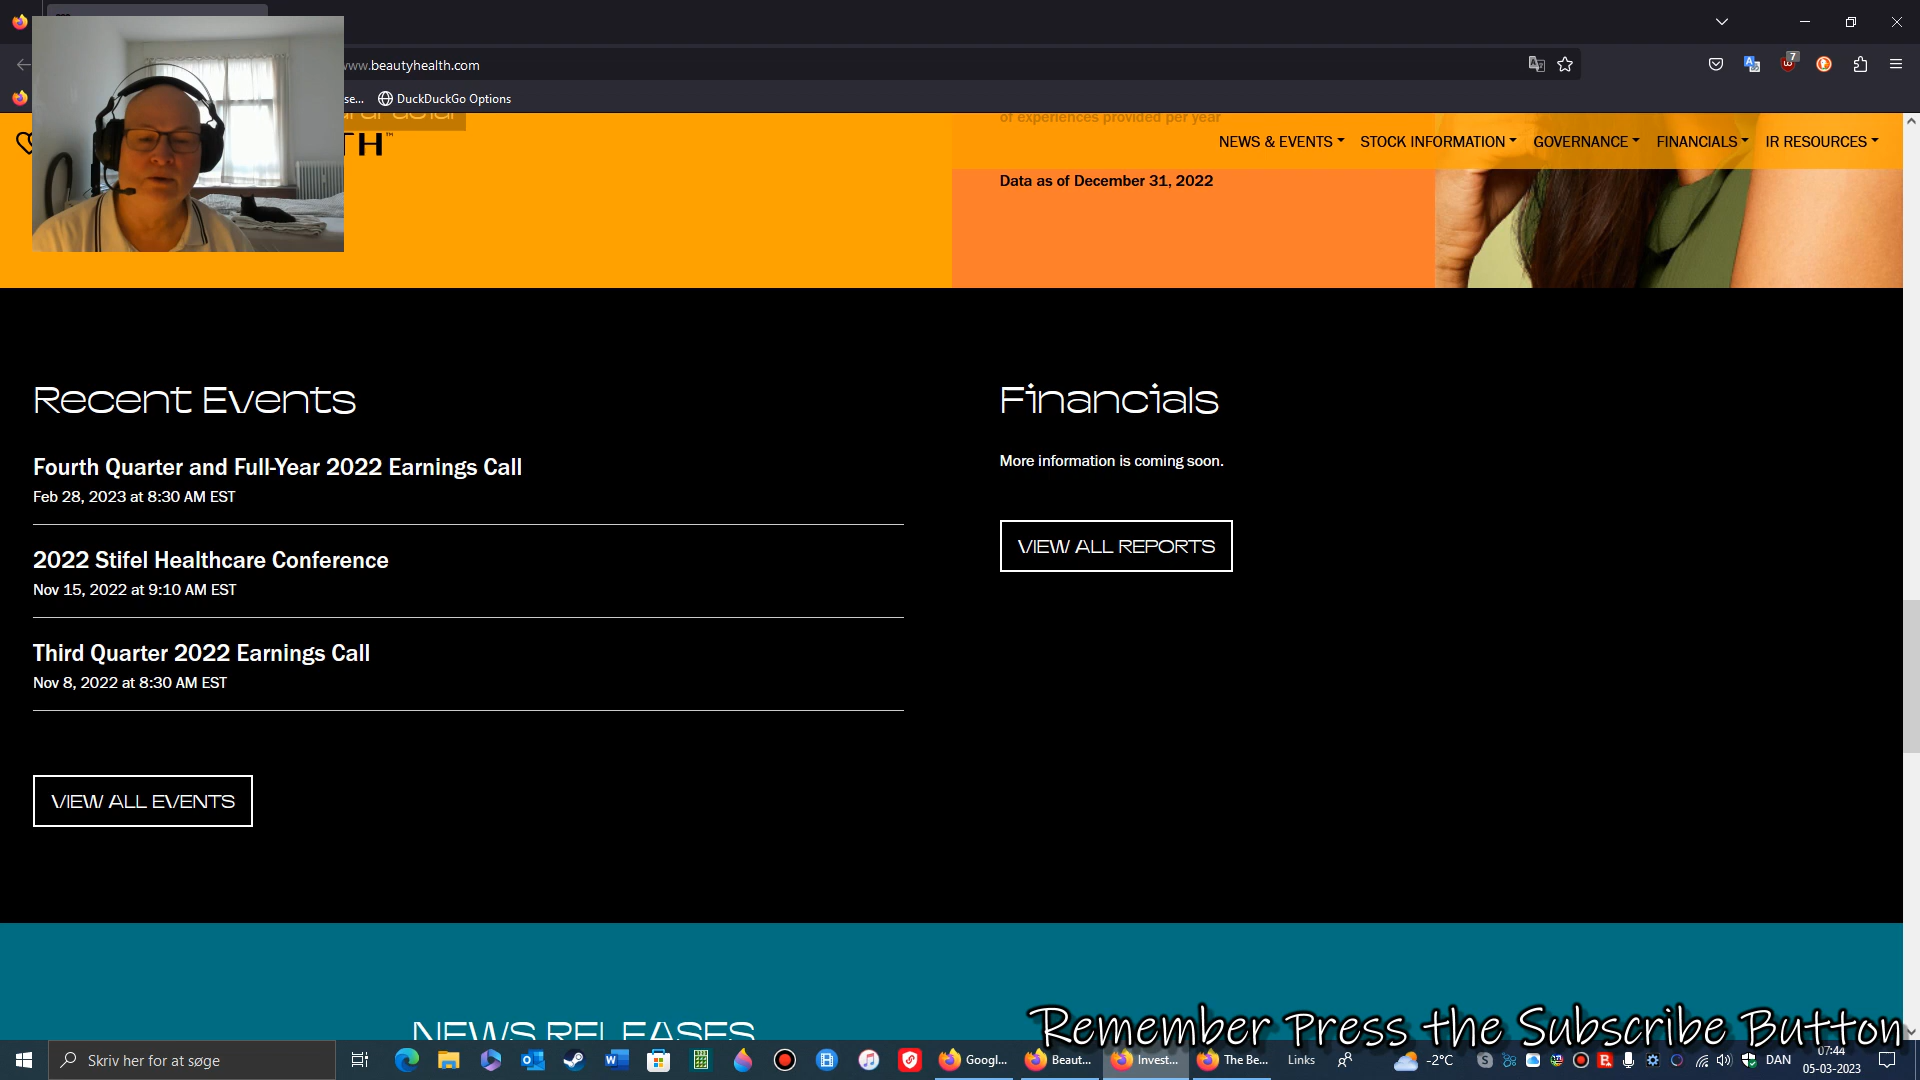 www.beautyhealth.com
7
se...
DuckDuckGo Options
TH™
NEWS & EVENTS
STOCK INFORMATION
GOVERNANCE
FINANCIALS
IR RESOURCES
of experiences provided per year
Data as of December 31, 2022
Recent Events
Fourth Quarter and Full-Year 2022 Earnings Call
Feb 28, 2023 at 8:30 AM EST
2022 Stifel Healthcare Conference
Nov 15, 2022 at 9:10 AM EST
Third Quarter 2022 Earnings Call
Nov 8, 2022 at 8:30 AM EST
VIEW ALL EVENTS
Financials
More information is coming soon.
VIEW ALL REPORTS
NEWS RELEASES
Remember Press the Subscribe Button
Skriv her for at søge
Googl...
Beaut...
Invest...
The Be...
Links
-2°C
DAN
07:44
05-03-2023